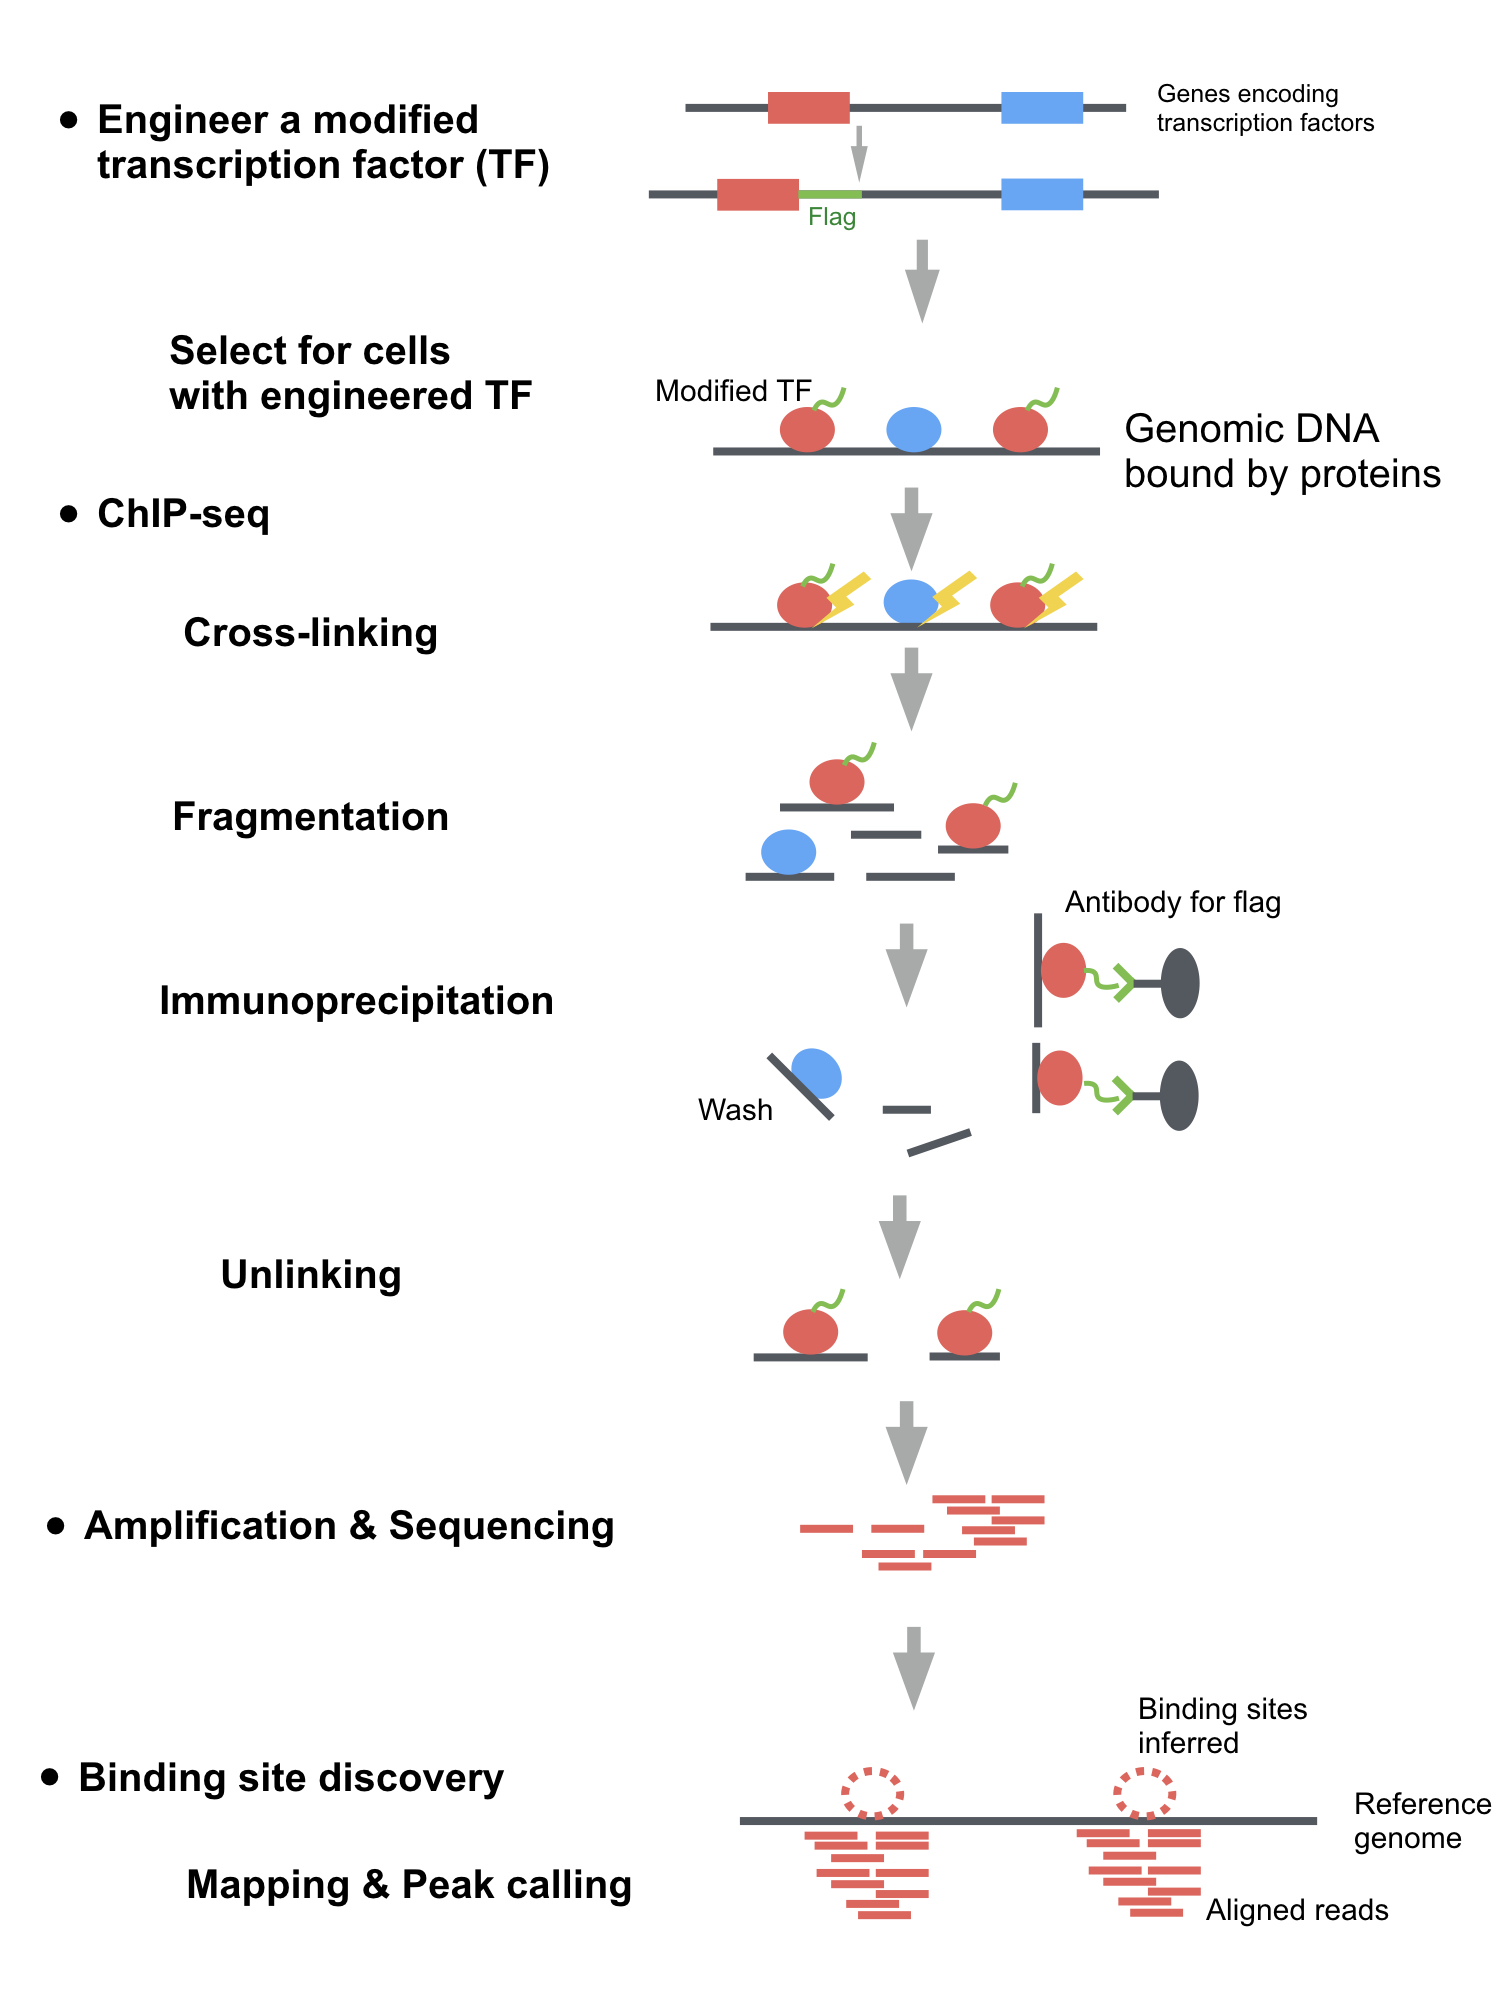 • Engineer a modified
transcription factor (TF)
Genes encoding
transcription factors
Flag
Select for cells
with engineered TF
Modified TF
Genomic DNA
bound by proteins
• ChIP-seq
Cross-linking
Fragmentation
Antibody for flag
Immunoprecipitation
Wash
Unlinking
• Amplification & Sequencing
Binding sites
inferred
• Binding site discovery
Reference
genome
Mapping & Peak calling
Aligned reads